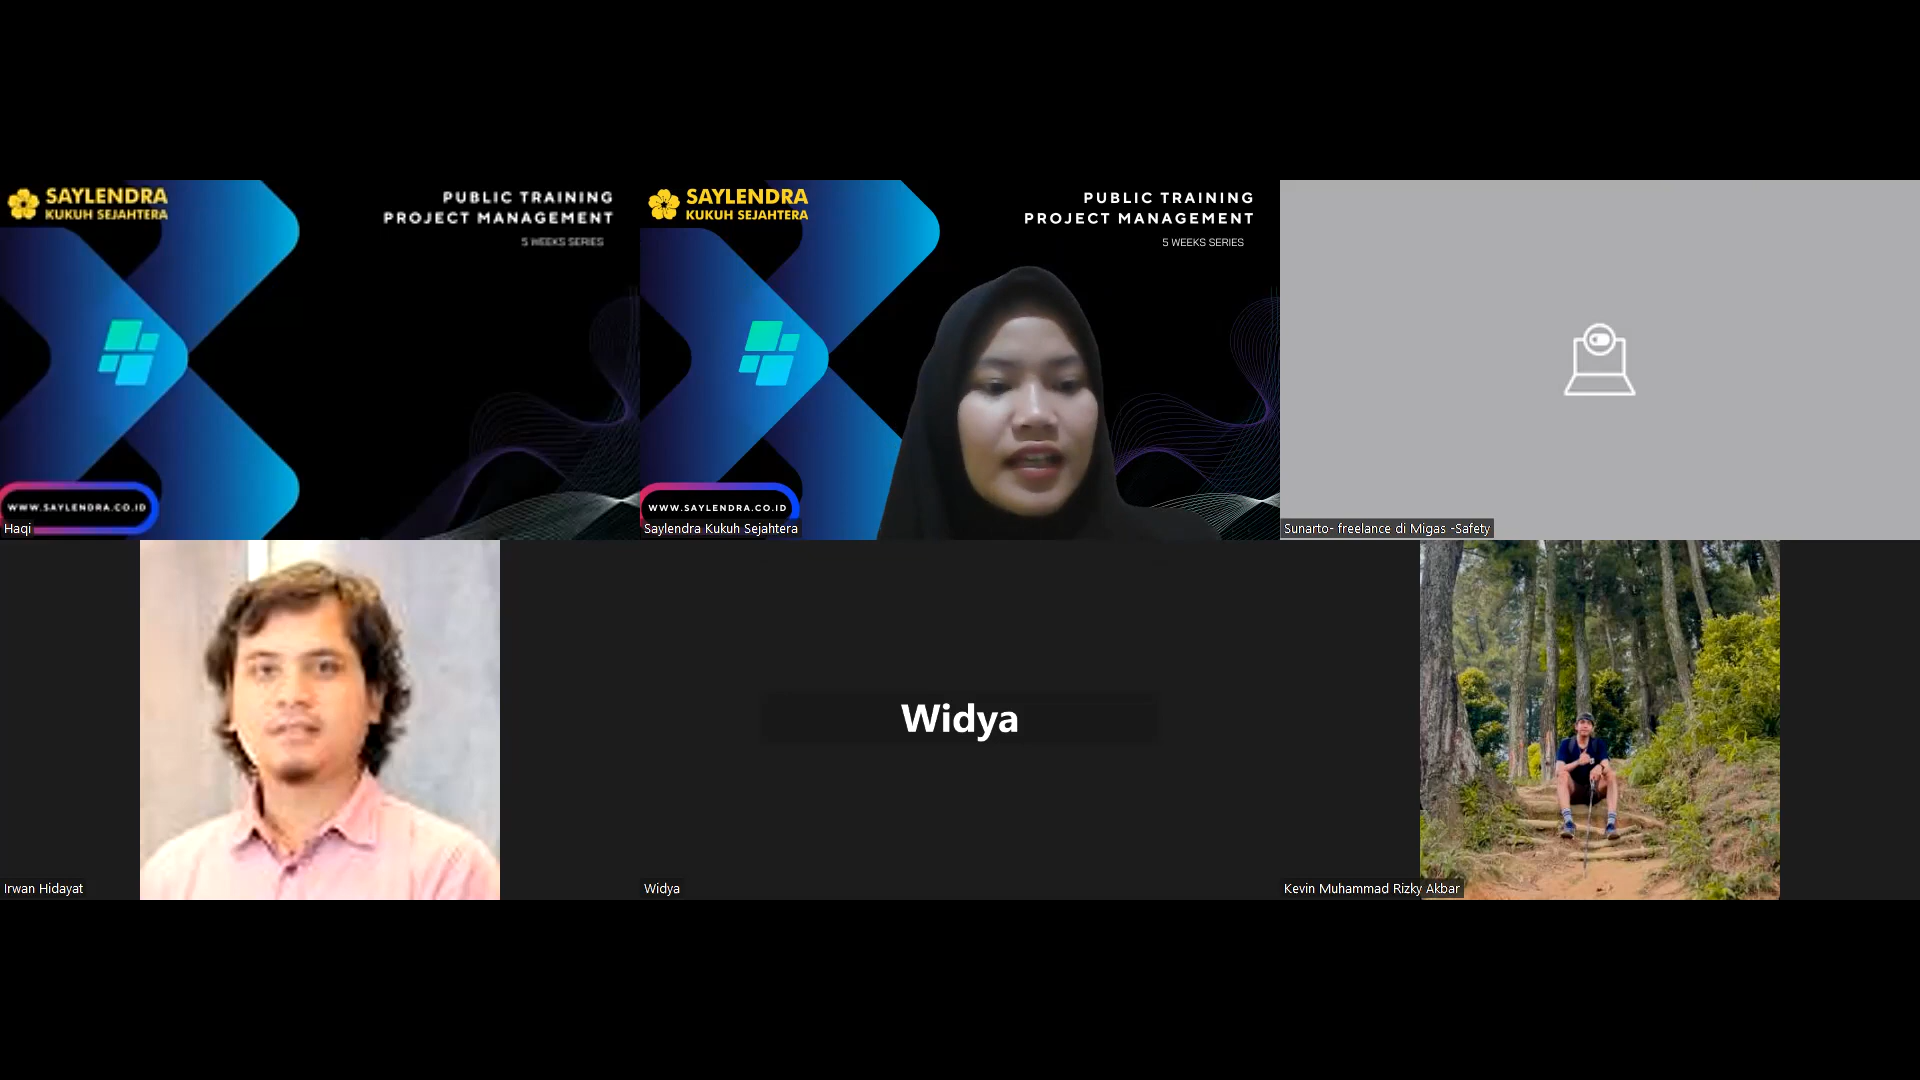 SAYLENDRA
KUKUH SEJAHTERA
PUBLIC TRAINING
PROJECT MANAGEMENT
5 WEEKS SERIES
WWW.SAYLENDRA.CO.ID
Haqi
SAYLENDRA
KUKUH SEJAHTERA
PUBLIC TRAINING
PROJECT MANAGEMENT
5 WEEKS SERIES
WWW.SAYLENDRA.CO.ID
Saylendra Kukuh Sejahtera
Sunarto- freelance di Migas -Safety
Irwan Hidayat
Widya
Widya
Kevin Muhammad Rizky Akbar